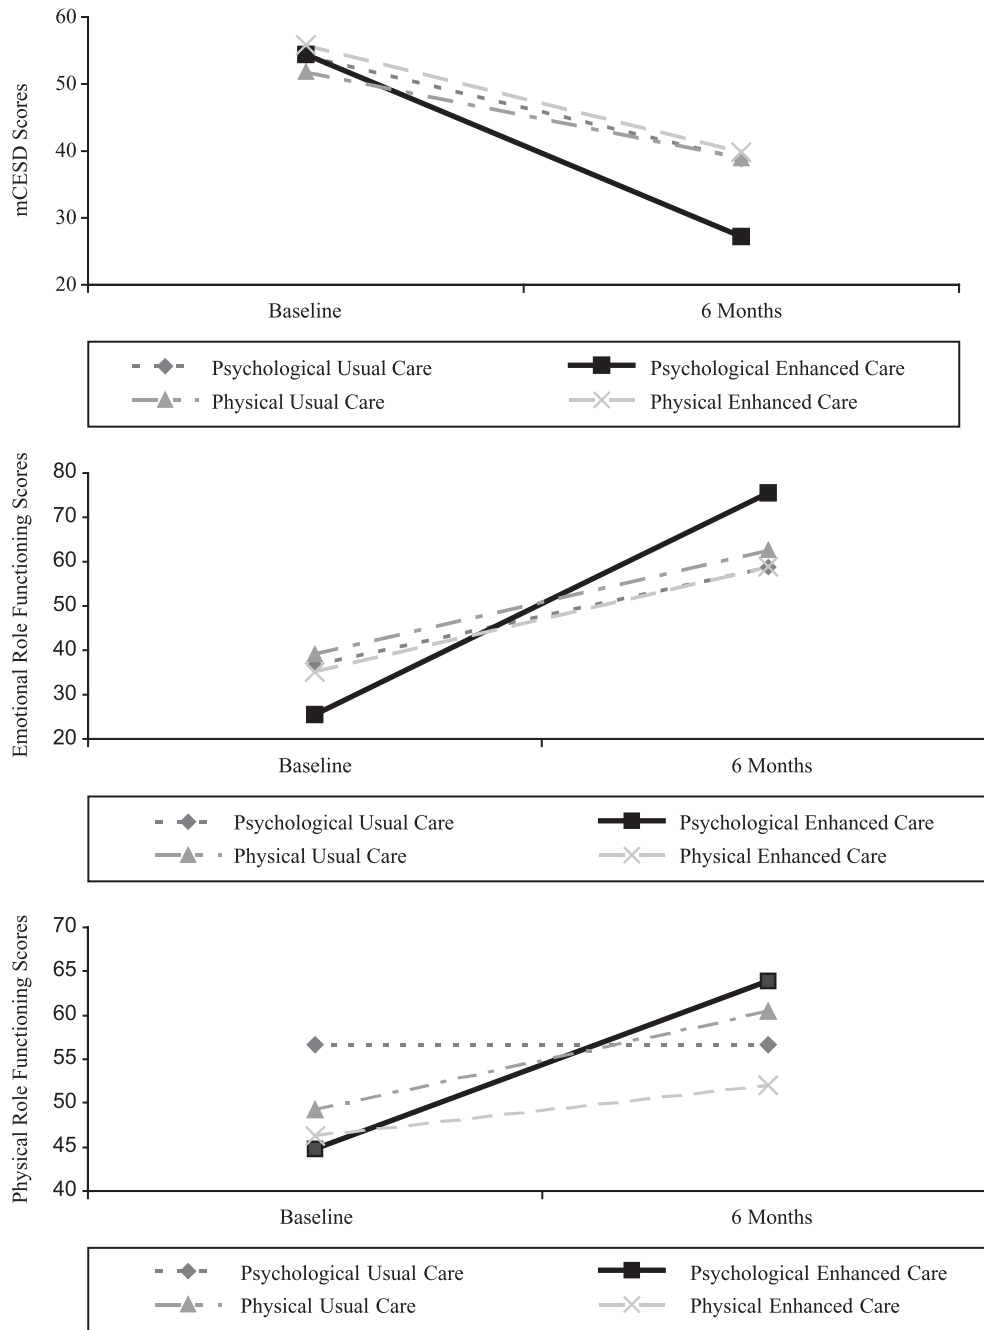 mCESD Scores
60
50
40
30
20
Baseline 6 Months
Psychological Usual Care Psychological Enhanced Care
Physical Usual Care Physical Enhanced Care
Emotional Role Functioning Scores
80
70
60
50
40
30
20
Baseline 6 Months
Psychological Usual Care Psychological Enhanced Care
Physical Usual Care Physical Enhanced Care
Physical Role Functioning Scores
70
65
60
55
50
45
40
Baseline 6 Months
Psychological Usual Care Psychological Enhanced Care
Physical Usual Care Physical Enhanced Care